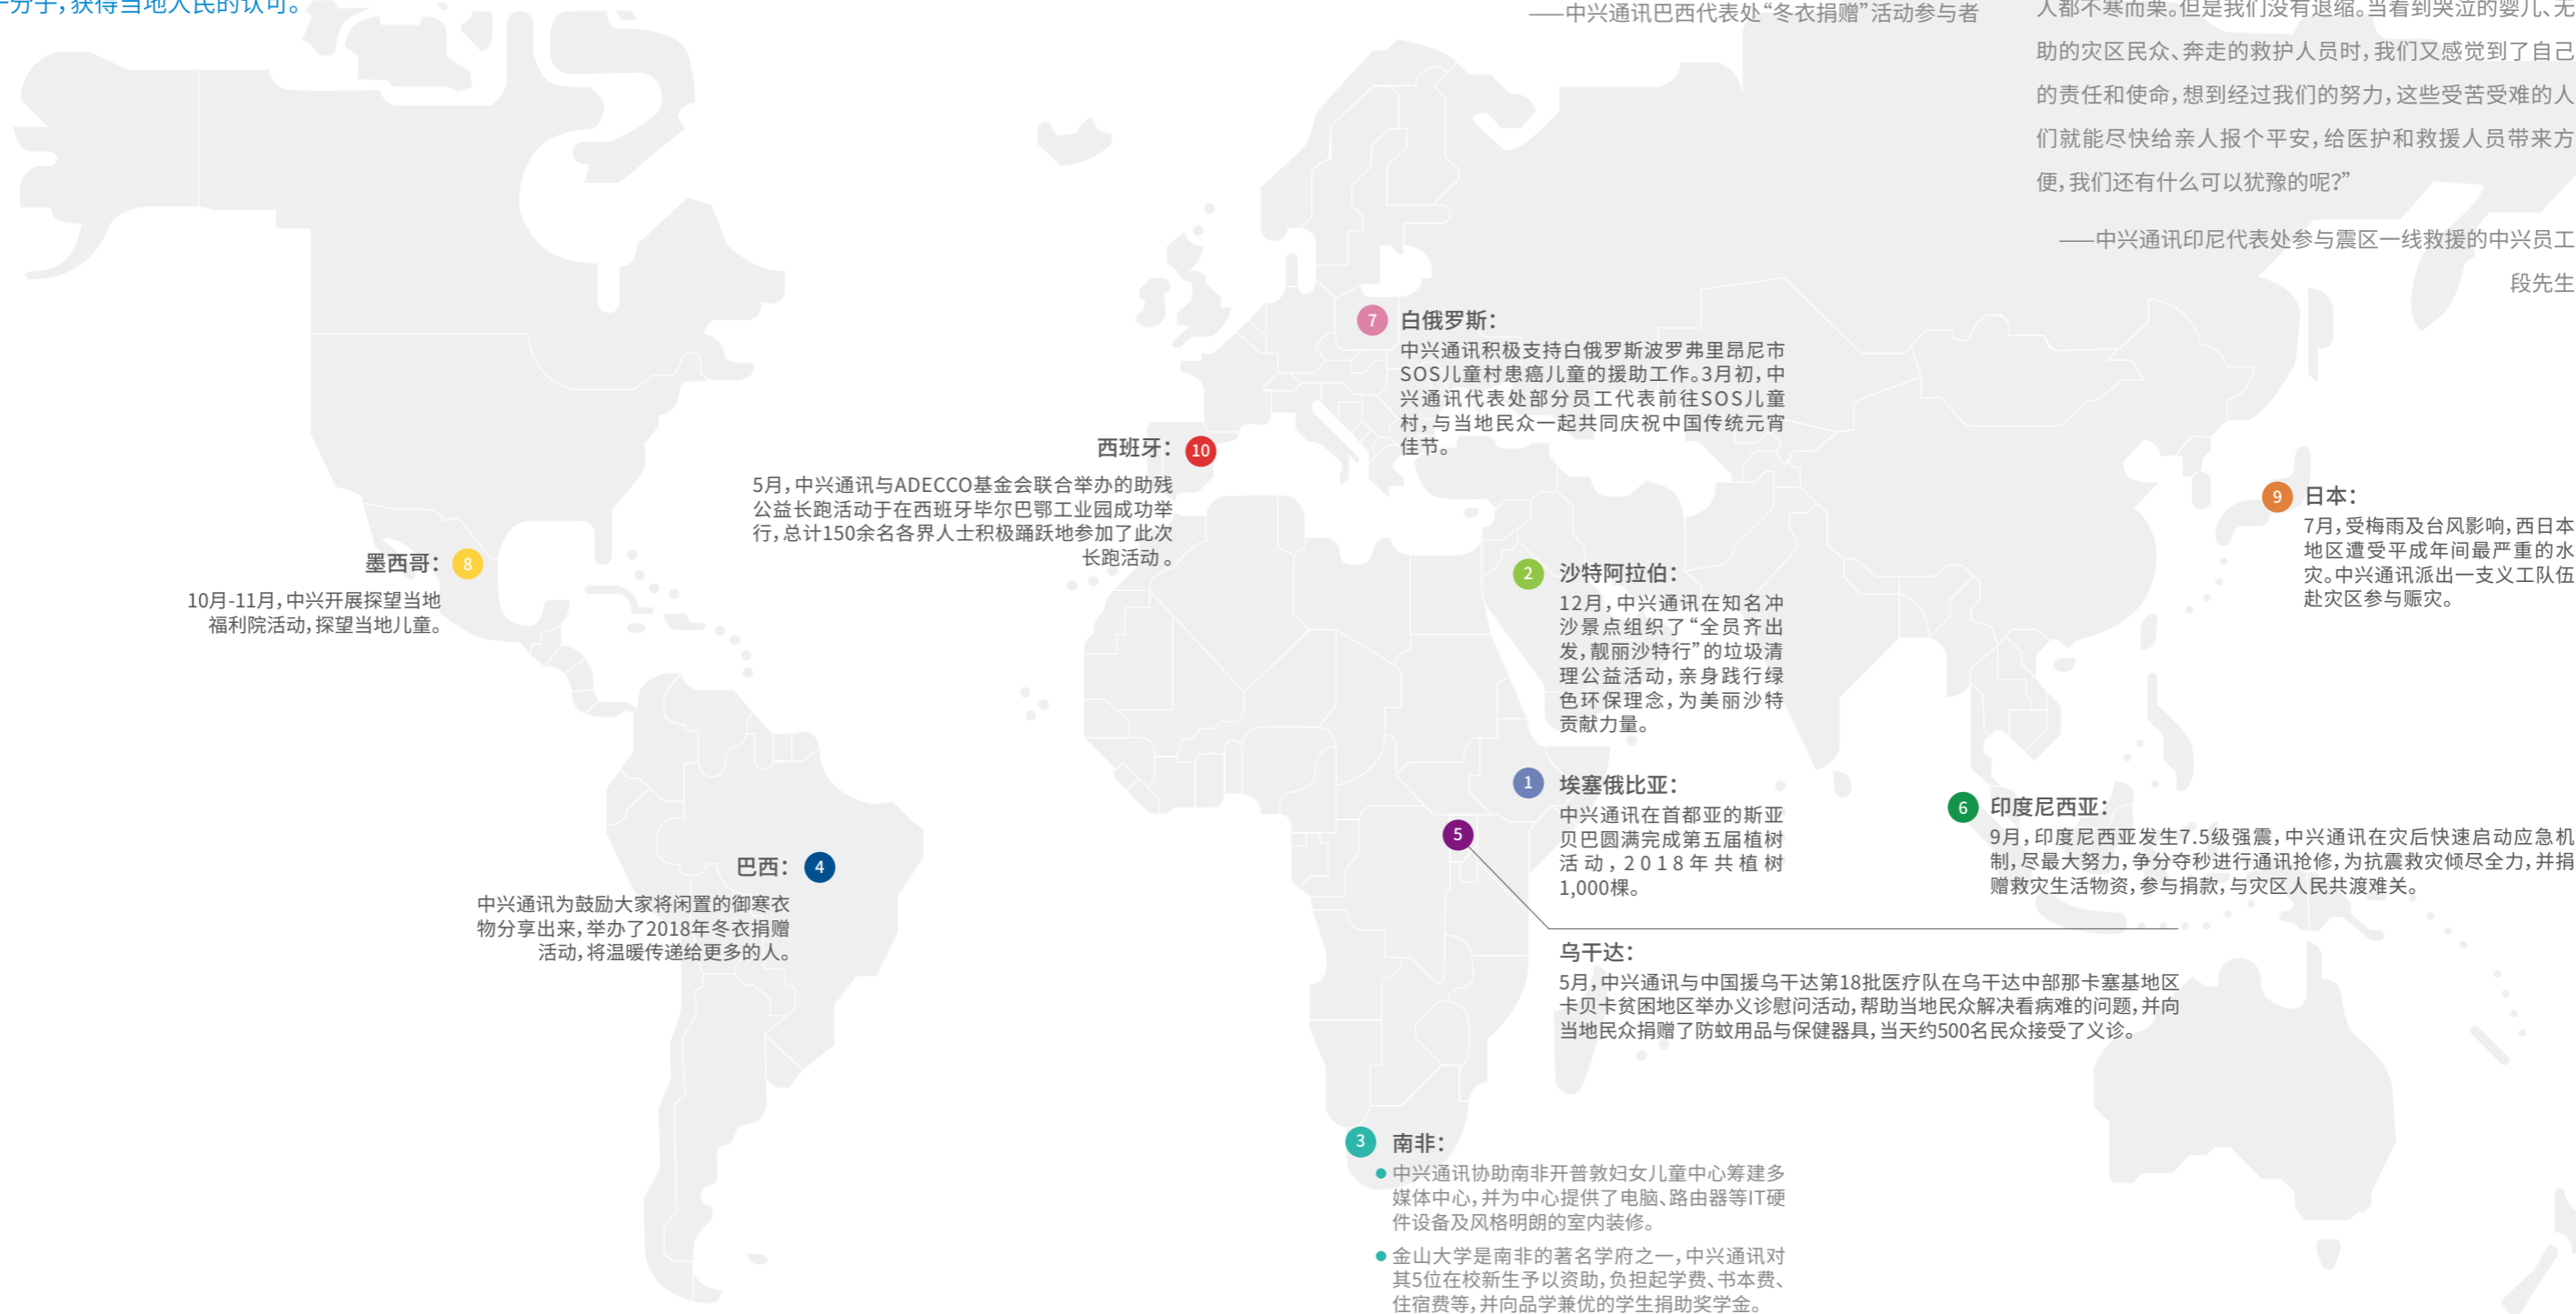 一分子，获得当地人民的认可。
——中兴通讯巴西代表处“冬衣捐赠”活动参与者
人都不寒而栗。但是我们没有退缩。当看到哭泣的婴儿、无
助的灾区民众、奔走的救护人员时，我们又感觉到了自己
的责任和使命，想到经过我们的努力，这些受苦受难的人
们就能尽快给亲人报个平安，给医护和救援人员带来方
便，我们还有什么可以犹豫的呢？”
——中兴通讯印尼代表处参与震区一线救援的中兴员工
段先生
7 白俄罗斯：
中兴通讯积极支持白俄罗斯波罗弗里昂尼市
SOS儿童村患癌儿童的援助工作。3月初，中
兴通讯代表处部分员工代表前往SOS儿童
村，与当地民众一起共同庆祝中国传统元宵
佳节。
西班牙： 10
5月，中兴通讯与ADECCO基金会联合举办的助残
公益长跑活动于在西班牙毕尔巴鄂工业园成功举
行，总计150余名各界人士积极踊跃地参加了此次
长跑活动 。
9 日本：
7月，受梅雨及台风影响，西日本
地区遭受平成年间最严重的水
灾。中兴通讯派出一支义工队伍
赴灾区参与赈灾。
墨西哥： 8
10月-11月，中兴开展探望当地
福利院活动，探望当地儿童。
2 沙特阿拉伯：
12月，中兴通讯在知名冲
沙景点组织了“全员齐出
发，靓丽沙特行”的垃圾清
理公益活动，亲身践行绿
色环保理念，为美丽沙特
贡献力量。
1 埃塞俄比亚：
中兴通讯在首都亚的斯亚
贝巴圆满完成第五届植树
活动，2018年共植树
1,000棵。
6 印度尼西亚：
9月，印度尼西亚发生7.5级强震，中兴通讯在灾后快速启动应急机
制，尽最大努力，争分夺秒进行通讯抢修，为抗震救灾倾尽全力，并捐
赠救灾生活物资，参与捐款，与灾区人民共渡难关。
巴西： 4
中兴通讯为鼓励大家将闲置的御寒衣
物分享出来，举办了2018年冬衣捐赠
活动，将温暖传递给更多的人。
5
乌干达：
5月，中兴通讯与中国援乌干达第18批医疗队在乌干达中部那卡塞基地区
卡贝卡贫困地区举办义诊慰问活动，帮助当地民众解决看病难的问题，并向
当地民众捐赠了防蚊用品与保健器具，当天约500名民众接受了义诊。
3 南非：
● 中兴通讯协助南非开普敦妇女儿童中心筹建多
媒体中心，并为中心提供了电脑、路由器等IT硬
件设备及风格明朗的室内装修。
● 金山大学是南非的著名学府之一，中兴通讯对
其5位在校新生予以资助，负担起学费、书本费、
住宿费等，并向品学兼优的学生捐助奖学金。